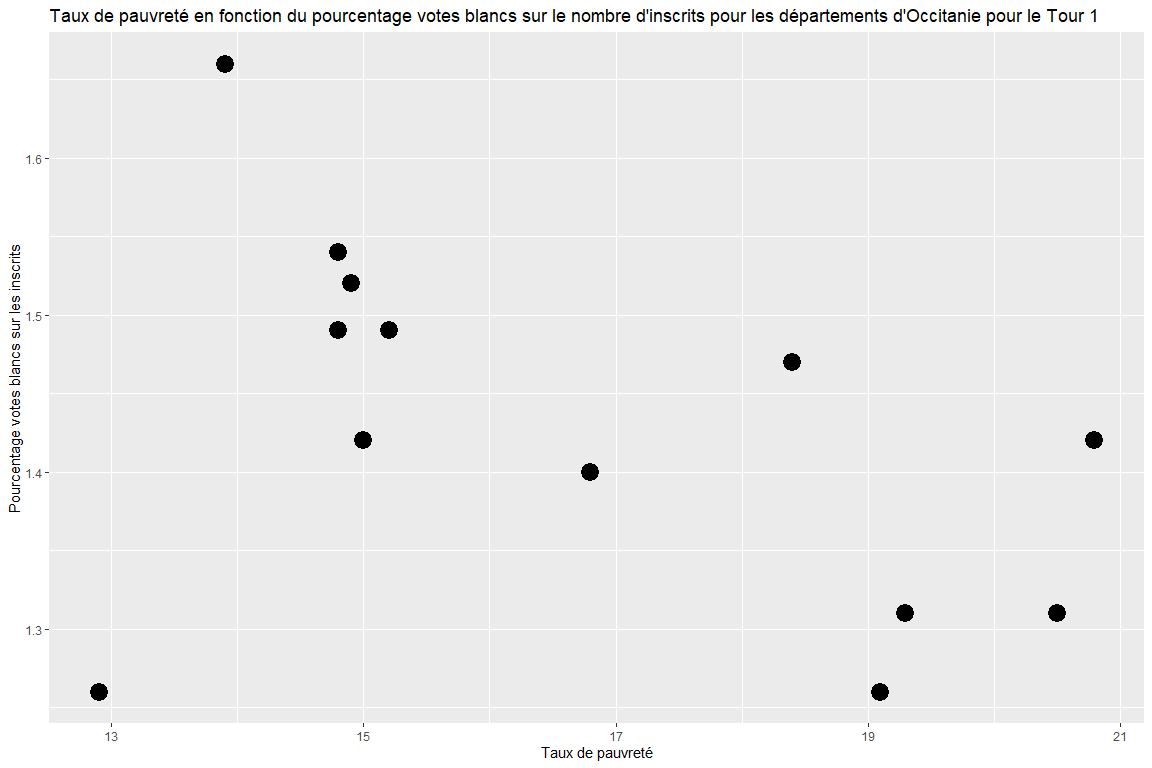 Taux de pauvreté en fonction du pourcentage votes blancs sur le nombre d'inscrits pour les départements d'Occitanie pour le Tour 1
Pourcentage votes blancs sur les inscrits
1.6
1.5
1.4
1.3
13 15 17 19 21
Taux de pauvreté